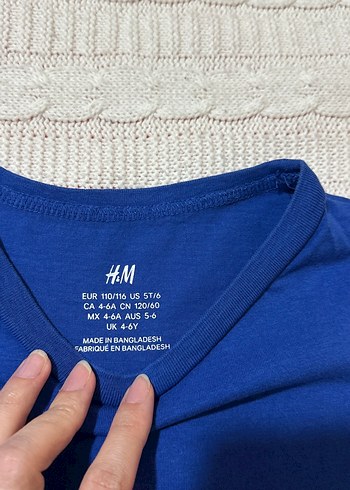 H&M
EUR 110/116 US 5T/6
CA 4-6A CN 120/60
MX 4-6A AUS 5-6
UK 4-6Y
MADE IN BANGLADESH
FABRIQUÉ EN BANGLADESH